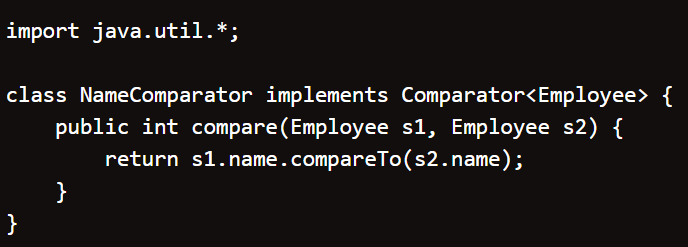 import java.util.*;

class NameComparator implements Comparator<Employee> {
    public int compare(Employee s1, Employee s2) {
        return s1.name.compareTo(s2.name);
    }
}